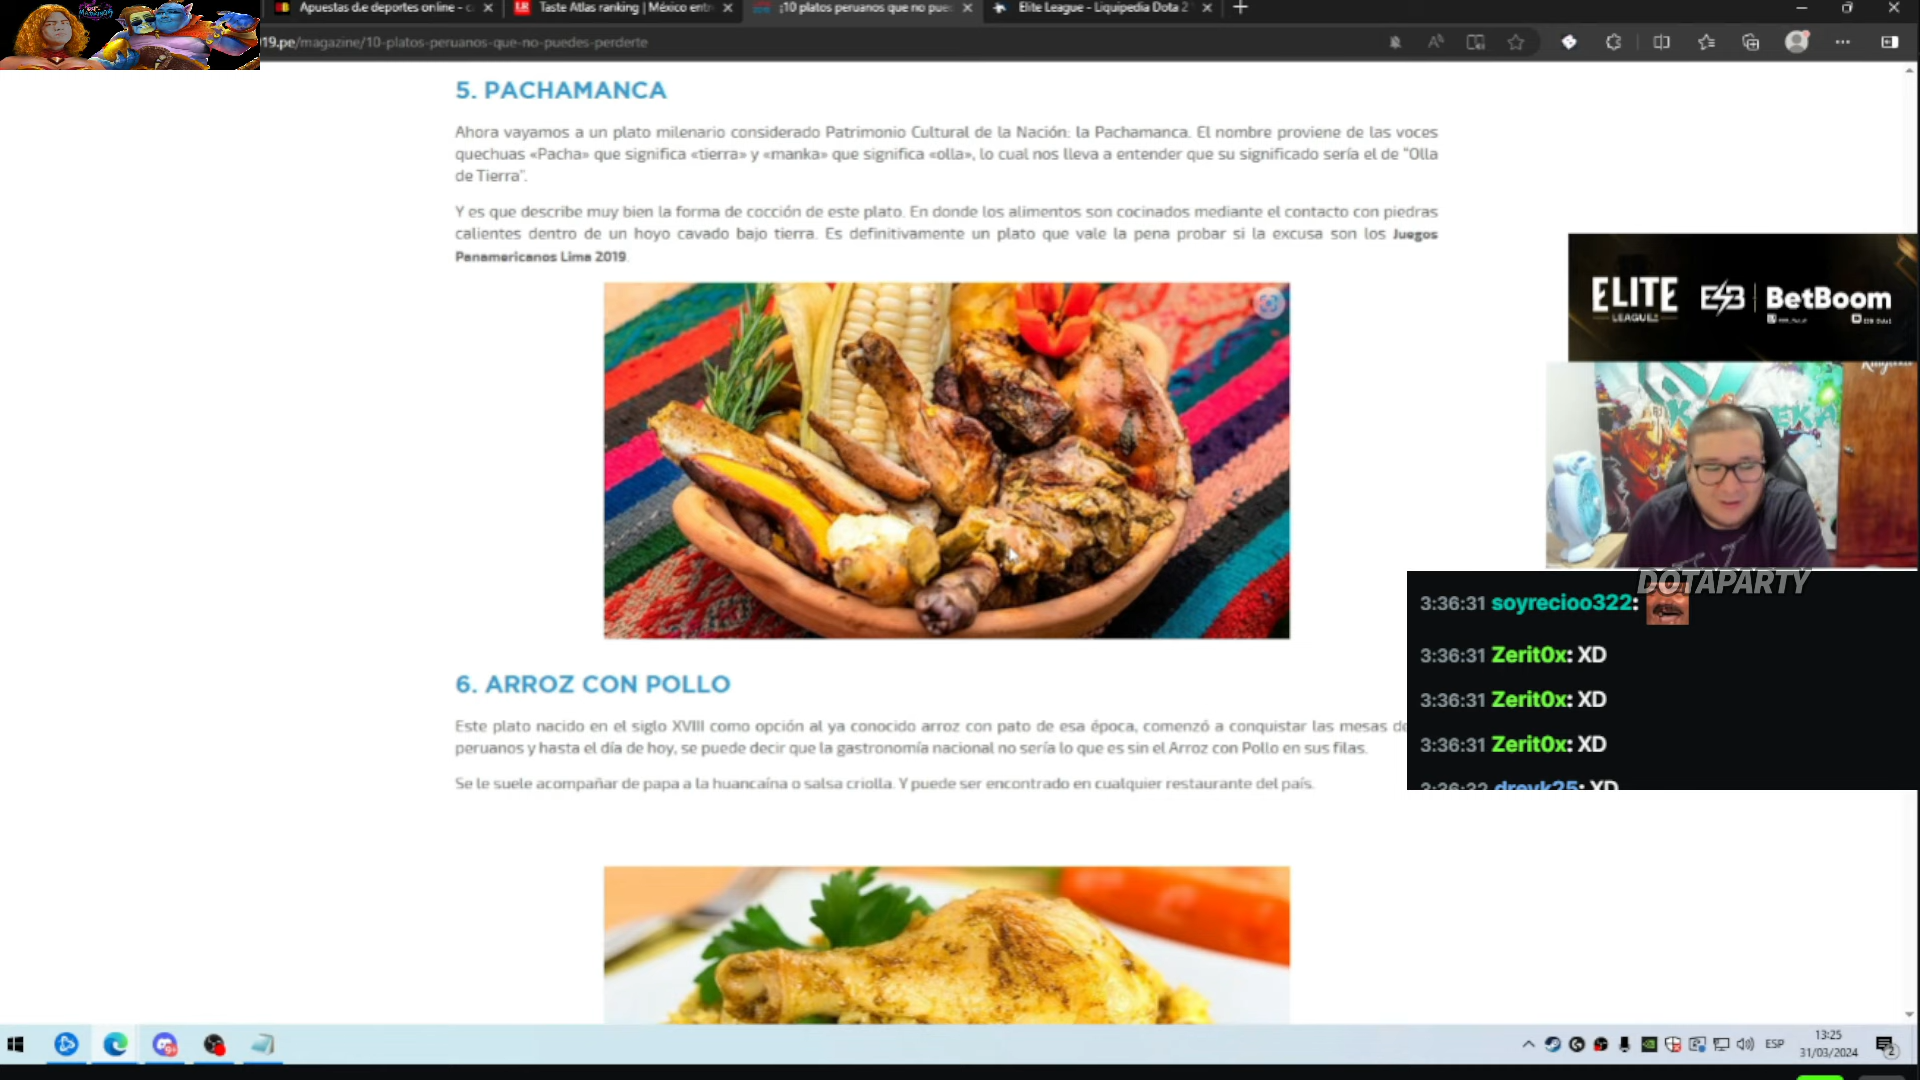 Apuestas d.e deportes online - c
LR Taste Atlas ranking | México entr
¡10 platos peruanos que no pued
Elite League - Liquipedia Dota 2
19.pe/magazine/10-platos-peruanos-que-no-puedes-perderte
5. PACHAMANCA
Ahora vayamos a un plato milenario considerado Patrimonio Cultural de la Nación: la Pachamanca. El nombre proviene de las voces
quechuas «Pacha» que significa «tierra» y «manka» que significa «olla», lo cual nos lleva a entender que su significado sería el de “Olla
de Tierra”.
Y es que describe muy bien la forma de cocción de este plato. En donde los alimentos son cocinados mediante el contacto con piedras
calientes dentro de un hoyo cavado bajo tierra. Es definitivamente un plato que vale la pena probar si la excusa son los Juegos
Panamericanos Lima 2019.
ELITE
LEAGUE
BetBoom
6. ARROZ CON POLLO
Este plato nacido en el siglo XVIII como opción al ya conocido arroz con pato de esa época, comenzó a conquistar las mesas de
peruanos y hasta el día de hoy, se puede decir que la gastronomía nacional no sería lo que es sin el Arroz con Pollo en sus filas.
Se le suele acompañar de papa a la huancaína o salsa criolla. Y puede ser encontrado en cualquier restaurante del país.
DOTAPARTY
3:36:31 soyrecioo322:
3:36:31 Zerit0x: XD
3:36:31 Zerit0x: XD
3:36:31 Zerit0x: XD
3:36:32 dreyk25: XD
ESP
13:25
31/03/2024
2